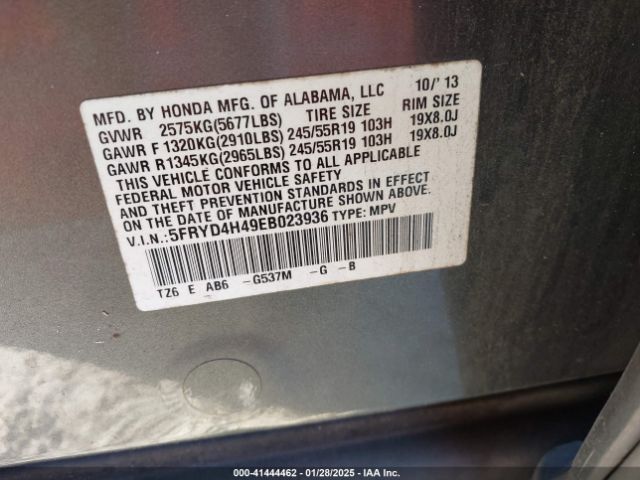 MFD. BY HONDA MFG. OF ALABAMA, LLC 10/'13
GVWR 2575KG(5677LBS) TIRE SIZE RIM SIZE
GAWR F 1320KG(2910LBS) 245/55R19 103H 19X8.0J
GAWR R1345KG(2965LBS) 245/55R19 103H 19X8.0J
THIS VEHICLE CONFORMS TO ALL APPLICABLE
FEDERAL MOTOR VEHICLE SAFETY
AND THEFT PREVENTION STANDARDS IN EFFECT
ON THE DATE OF MANUFACTURE SHOWN ABOVE.
V.I.N.:5FRYD4H49EB023936 TYPE: MPV
TZ6 E AB6 -G537M -G -B
000-41444462 - 01/28/2025 - IAA Inc.